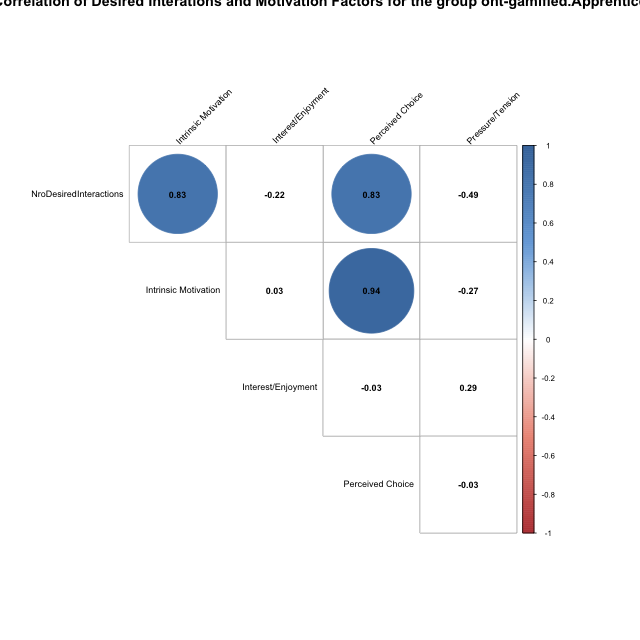 Correlation of Desired Interations and Motivation Factors for the group ont-gamified.Apprentice
Intrinsic Motivation
Interest/Enjoyment
Perceived Choice
Pressure/Tension
NroDesiredInteractions 0.83 -0.22 0.83 -0.49
Intrinsic Motivation 0.03 0.94 -0.27
Interest/Enjoyment -0.03 0.29
Perceived Choice -0.03
1
0.8
0.6
0.4
0.2
0
-0.2
-0.4
-0.6
-0.8
-1